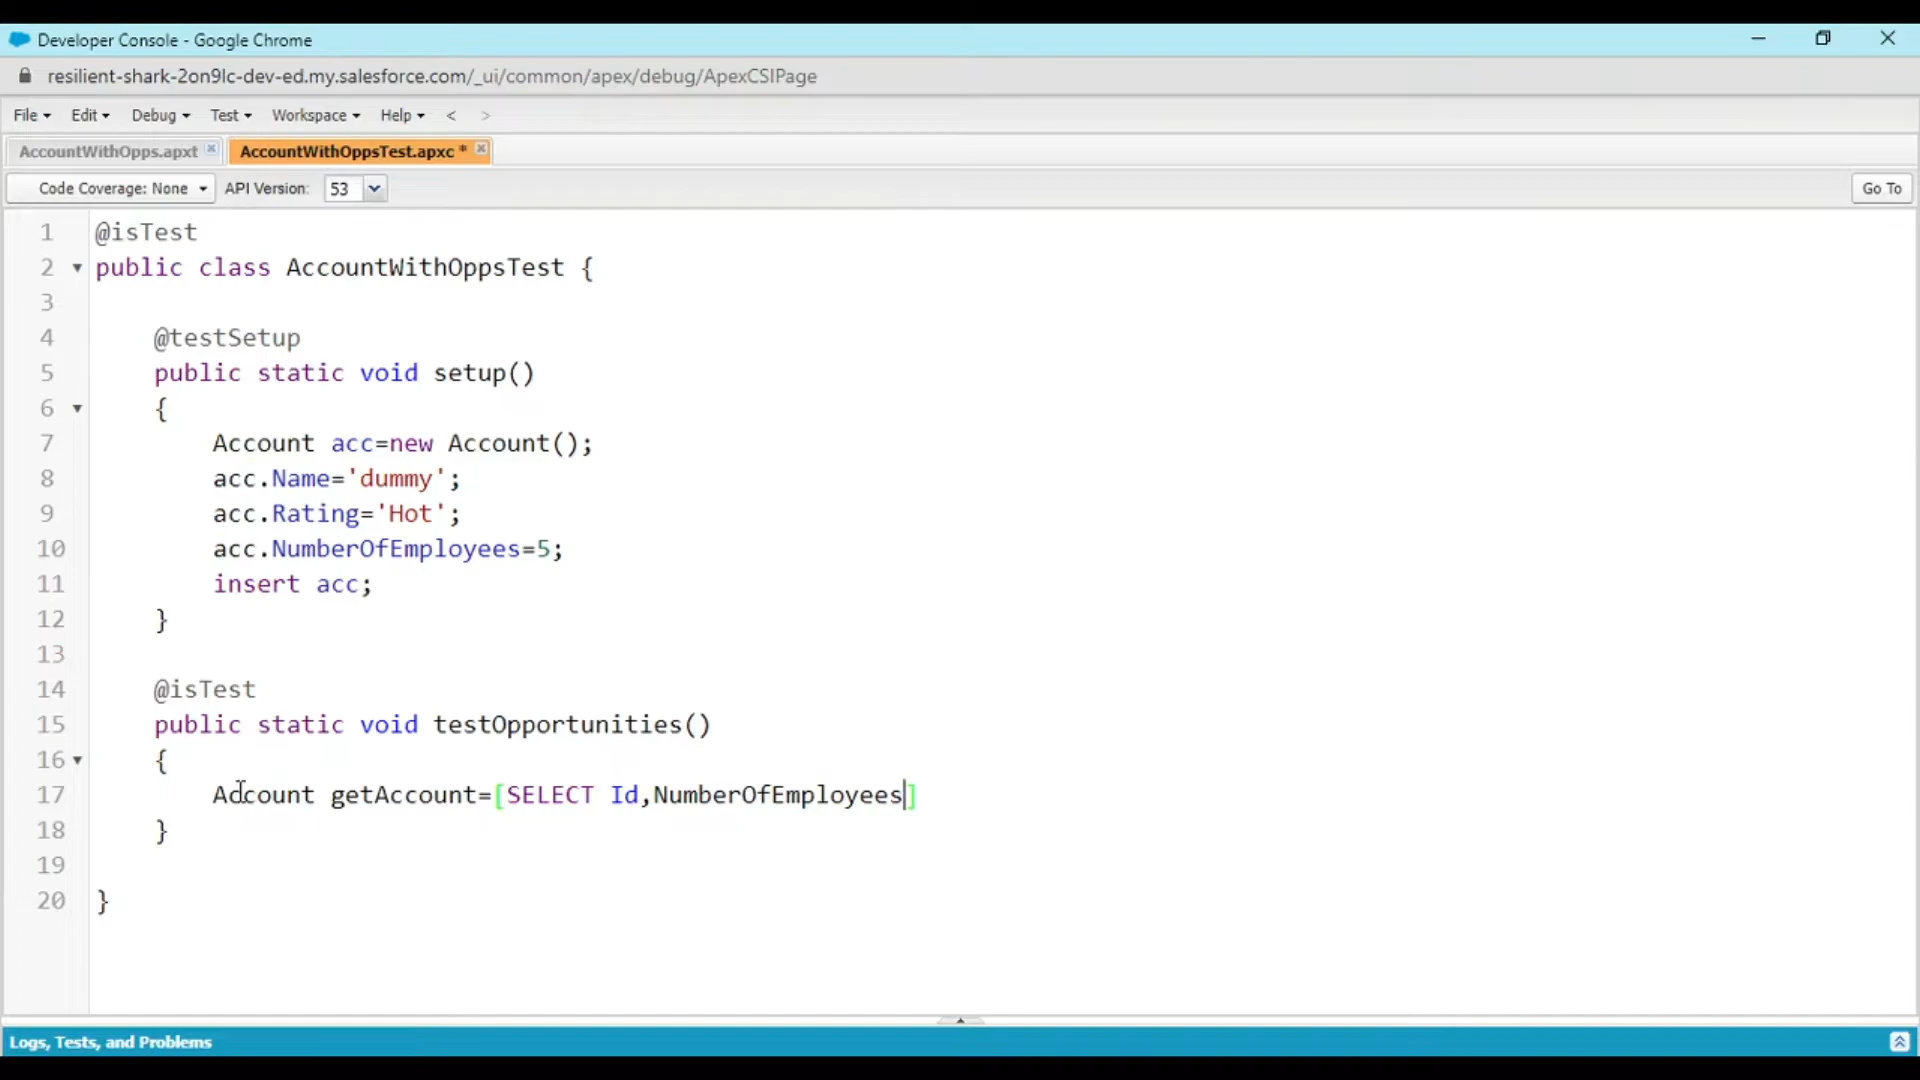 Developer Console - Google Chrome
resilient-shark-2on9lc-dev-ed.my.salesforce.com/_ui/common/apex/debug/ApexCSIPage
File Edit Debug Test Workspace Help < >
AccountWithOpps.apxt AccountWithOppsTest.apxc *
Code Coverage: None API Version: 53 Go To
1 @isTest
2 public class AccountWithOppsTest {
3
4 @testSetup
5 public static void setup()
6 {
7 Account acc=new Account();
8 acc.Name='dummy';
9 acc.Rating='Hot';
10 acc.NumberOfEmployees=5;
11 insert acc;
12 }
13
14 @isTest
15 public static void testOpportunities()
16 {
17 Account getAccount=[SELECT Id,NumberOfEmployees]
18 }
19
20 }
Logs, Tests, and Problems